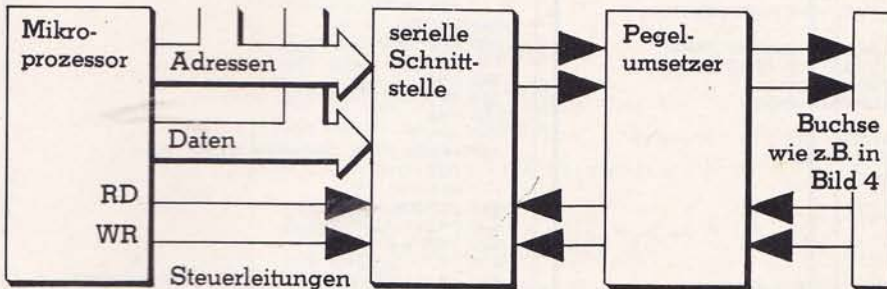 Mikro-
prozessor
Adressen
Daten
RD
WR
Steuerleitungen
serielle
Schnitt-
stelle
Pegel-
umsetzer
Buchse
wie z.B. in
Bild 4